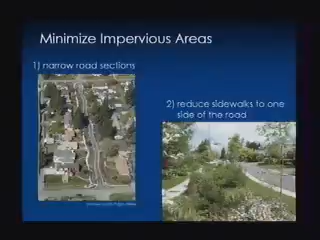 Minimize Impervious Areas
1) narrow road sections
2) reduce sidewalks to one
side of the road